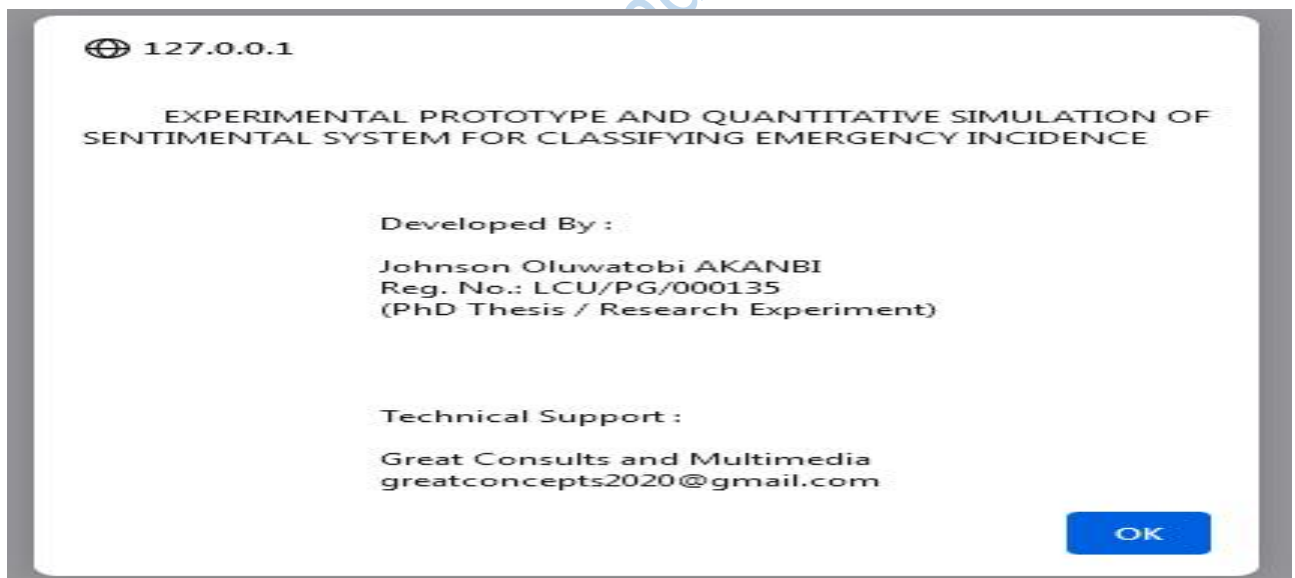 127.0.0.1
EXPERIMENTAL PROTOTYPE AND QUANTITATIVE SIMULATION OF
SENTIMENTAL SYSTEM FOR CLASSIFYING EMERGENCY INCIDENCE
Developed By :
Johnson Oluwatobi AKANBI
Reg. No.: LCU/PG/000135
(PhD Thesis / Research Experiment)
Technical Support :
Great Consults and Multimedia
greatconcepts2020@gmail.com
OK